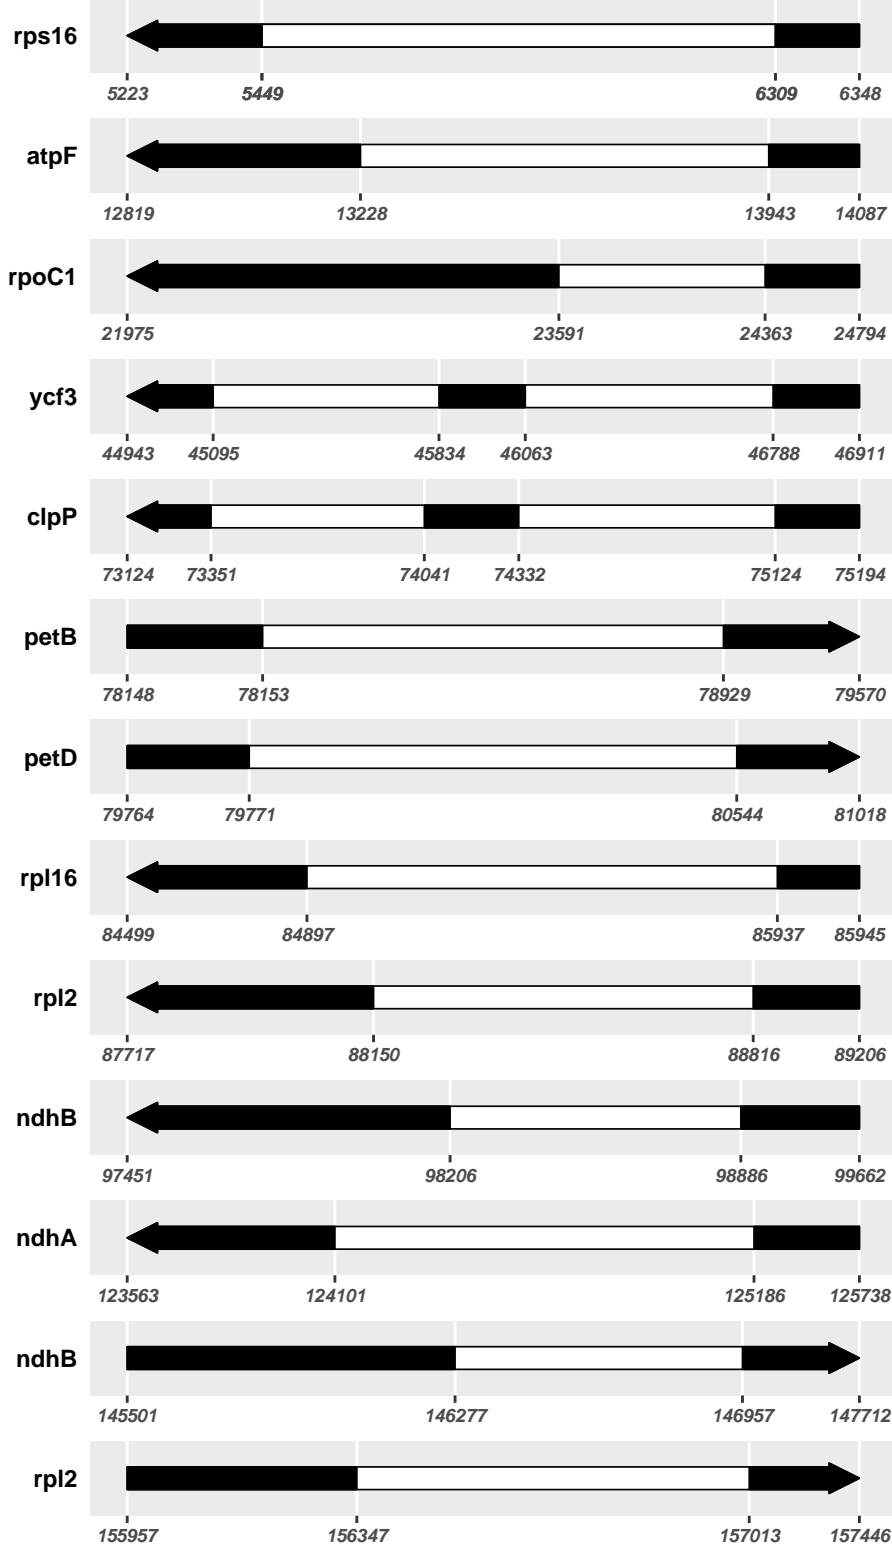 rps16
5223 5449 6309 6348
atpF
12819 13228 13943 14087
rpoC1
21975 23591 24363 24794
ycf3
44943 45095 45834 46063 46788 46911
clpP
73124 73351 74041 74332 75124 75194
petB
78148 78153 78929 79570
petD
79764 79771 80544 81018
rpl16
84499 84897 85937 85945
rpl2
87717 88150 88816 89206
ndhB
97451 98206 98886 99662
ndhA
123563 124101 125186 125738
ndhB
145501 146277 146957 147712
rpl2
155957 156347 157013 157446